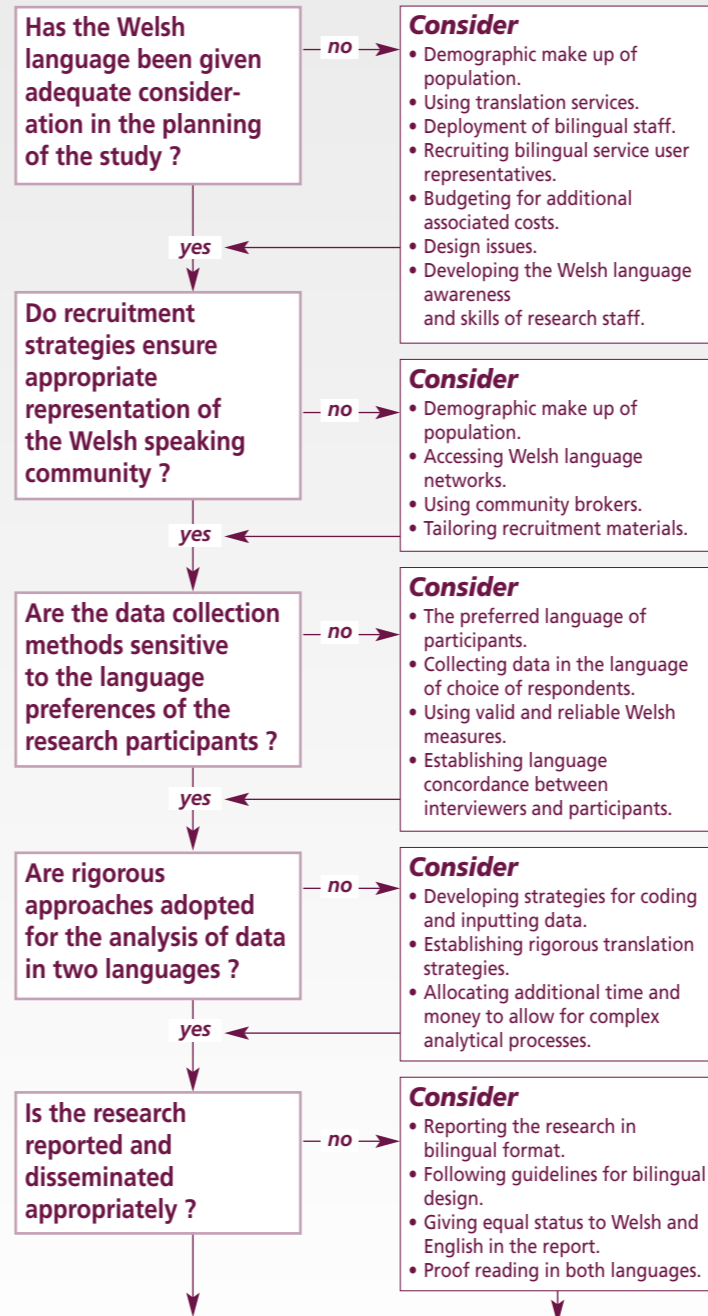 Has the Welsh
language been given
adequate consider-
ation in the planning
of the study ?
no
Consider
• Demographic make up of
population.
• Using translation services.
• Deployment of bilingual staff.
• Recruiting bilingual service user
representatives.
• Budgeting for additional
associated costs.
• Design issues.
• Developing the Welsh language
awareness
and skills of research staff.
yes
Do recruitment
strategies ensure
appropriate
representation of
the Welsh speaking
community ?
no
Consider
• Demographic make up of
population.
• Accessing Welsh language
networks.
• Using community brokers.
• Tailoring recruitment materials.
yes
Are the data collection
methods sensitive
to the language
preferences of the
research participants ?
no
Consider
• The preferred language of
participants.
• Collecting data in the language
of choice of respondents.
• Using valid and reliable Welsh
measures.
• Establishing language
concordance between
interviewers and participants.
yes
Are rigorous
approaches adopted
for the analysis of data
in two languages ?
no
Consider
• Developing strategies for coding
and inputting data.
• Establishing rigorous translation
strategies.
• Allocating additional time and
money to allow for complex
analytical processes.
yes
Is the research
reported and
disseminated
appropriately ?
no
Consider
• Reporting the research in
bilingual format.
• Following guidelines for bilingual
design.
• Giving equal status to Welsh and
English in the report.
• Proof reading in both languages.